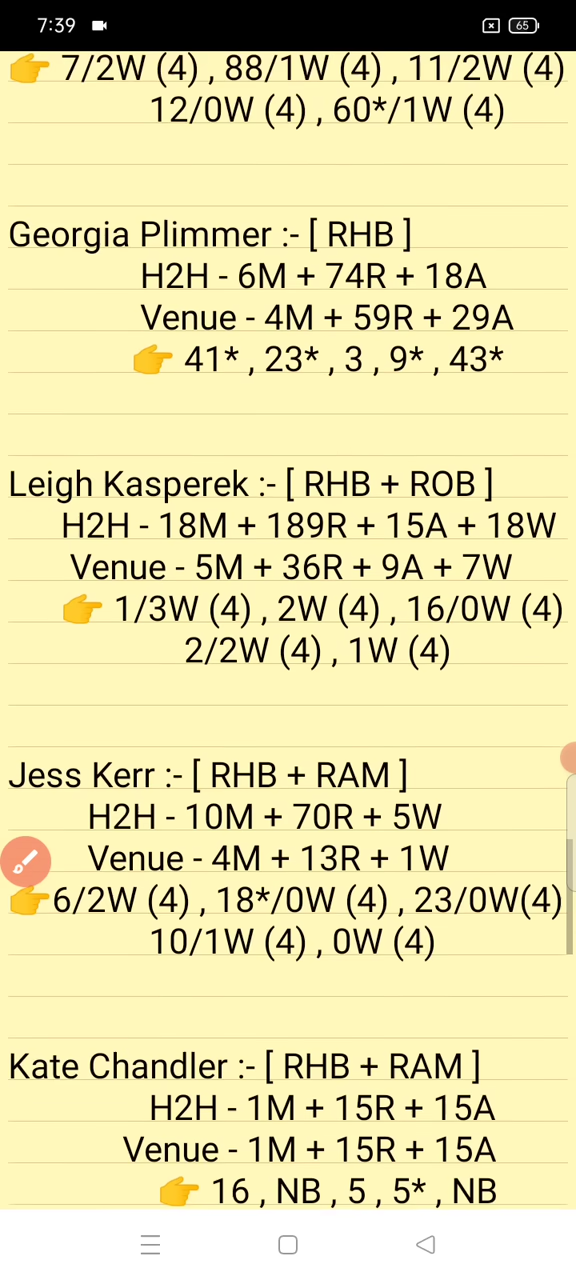 7:39
65
👉 7/2W (4) , 88/1W (4) , 11/2W (4)
12/0W (4) , 60*/1W (4)
Georgia Plimmer :- [ RHB ]
H2H - 6M + 74R + 18A
Venue - 4M + 59R + 29A
👉 41* , 23* , 3 , 9* , 43*
Leigh Kasperek :- [ RHB + ROB ]
H2H - 18M + 189R + 15A + 18W
Venue - 5M + 36R + 9A + 7W
👉 1/3W (4) , 2W (4) , 16/0W (4)
2/2W (4) , 1W (4)
Jess Kerr :- [ RHB + RAM ]
H2H - 10M + 70R + 5W
Venue - 4M + 13R + 1W
👉6/2W (4) , 18*/0W (4) , 23/0W(4)
10/1W (4) , 0W (4)
Kate Chandler :- [ RHB + RAM ]
H2H - 1M + 15R + 15A
Venue - 1M + 15R + 15A
👉 16 , NB , 5 , 5* , NB